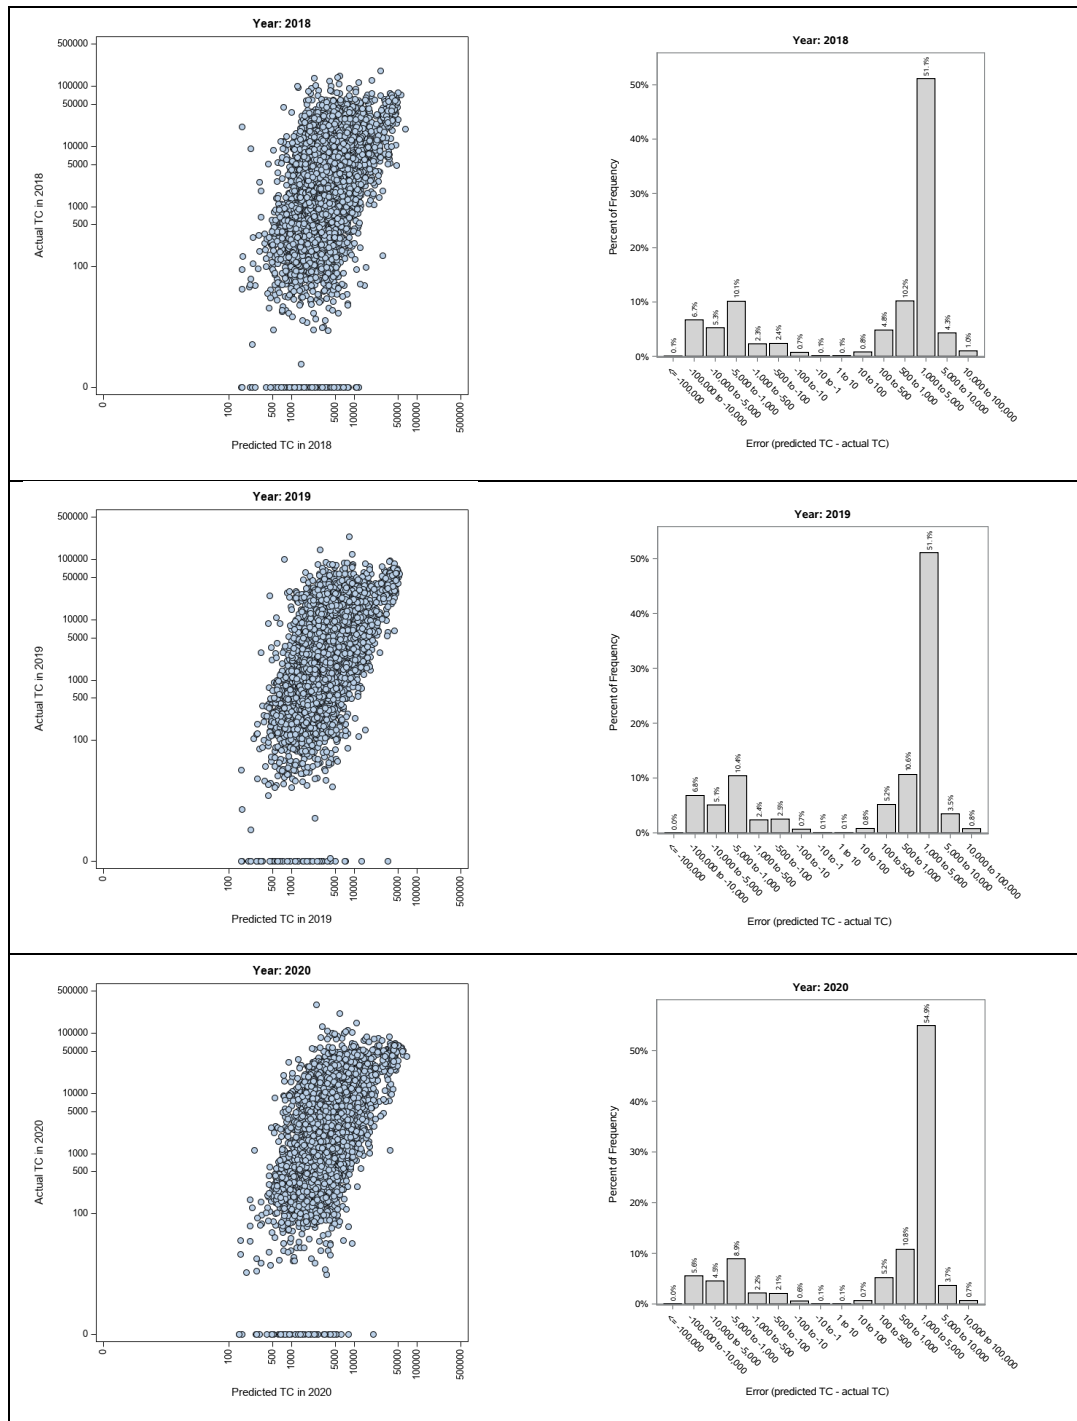 Year: 2018
500000
100000
50000
10000
5000
1000
500
100
0
Actual TC in 2018
0
100
500
1000
5000
10000
50000
100000
500000
Predicted TC in 2018
Year: 2018
50%
40%
30%
20%
10%
0%
Percent of Frequency
0.1%
6.7%
5.3%
10.1%
2.3%
2.4%
0.7%
0.1%
0.1%
0.8%
4.8%
10.2%
51.1%
4.3%
1.0%
<= -100,000
-100,000 to -10,000
-10,000 to -5,000
-5,000 to -1,000
-1,000 to -500
-500 to -100
-100 to -10
-10 to -1
1 to 10
10 to 100
100 to 500
500 to 1,000
1,000 to 5,000
5,000 to 10,000
10,000 to 100,000
Error (predicted TC - actual TC)
Year: 2019
500000
100000
50000
10000
5000
1000
500
100
0
Actual TC in 2019
0
100
500
1000
5000
10000
50000
100000
500000
Predicted TC in 2019
Year: 2019
50%
40%
30%
20%
10%
0%
Percent of Frequency
0.0%
6.8%
5.1%
10.4%
2.4%
2.5%
0.7%
0.1%
0.1%
0.8%
5.2%
10.6%
51.1%
3.5%
0.8%
<= -100,000
-100,000 to -10,000
-10,000 to -5,000
-5,000 to -1,000
-1,000 to -500
-500 to -100
-100 to -10
-10 to -1
1 to 10
10 to 100
100 to 500
500 to 1,000
1,000 to 5,000
5,000 to 10,000
10,000 to 100,000
Error (predicted TC - actual TC)
Year: 2020
500000
100000
50000
10000
5000
1000
500
100
0
Actual TC in 2020
0
100
500
1000
5000
10000
50000
100000
500000
Predicted TC in 2020
Year: 2020
50%
40%
30%
20%
10%
0%
Percent of Frequency
0.0%
5.6%
4.5%
8.9%
2.2%
2.1%
0.6%
0.1%
0.1%
0.7%
5.2%
10.8%
54.9%
3.7%
0.7%
<= -100,000
-100,000 to -10,000
-10,000 to -5,000
-5,000 to -1,000
-1,000 to -500
-500 to -100
-100 to -10
-10 to -1
1 to 10
10 to 100
100 to 500
500 to 1,000
1,000 to 5,000
5,000 to 10,000
10,000 to 100,000
Error (predicted TC - actual TC)